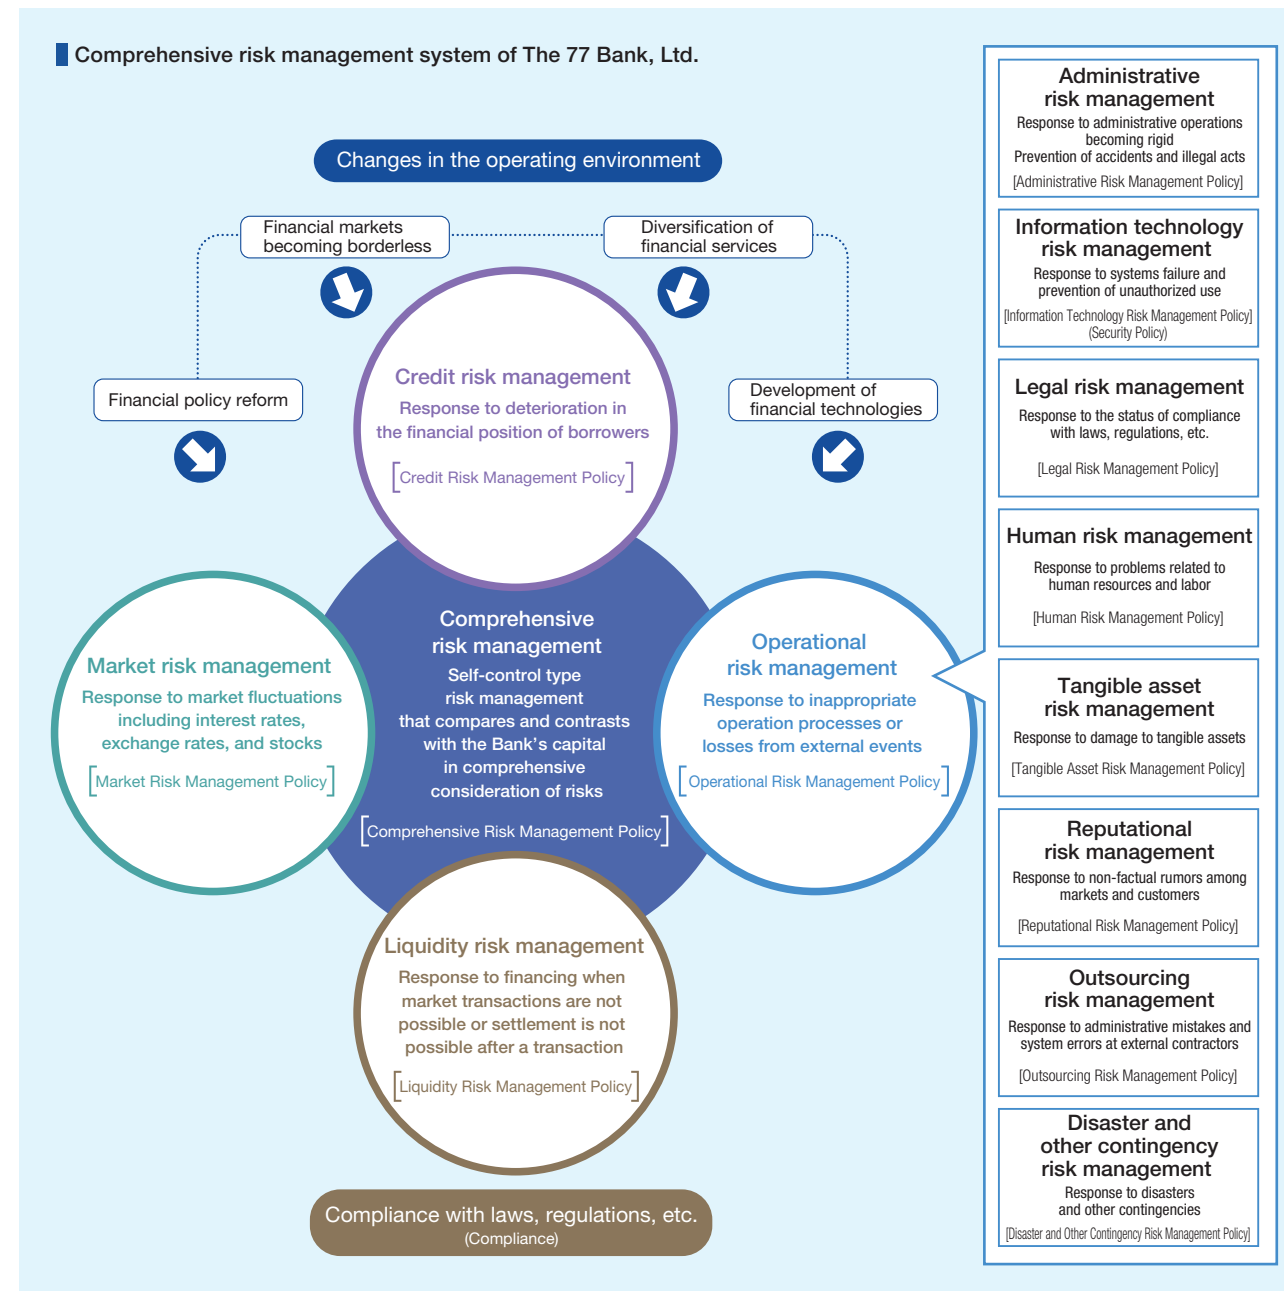 Comprehensive risk management system of The 77 Bank, Ltd.
Changes in the operating environment
Financial markets
becoming borderless
Diversification of
financial services
Financial policy reform
Development of
financial technologies
Credit risk management
Response to deterioration in
the financial position of borrowers
[Credit Risk Management Policy]
Market risk management
Response to market fluctuations
including interest rates,
exchange rates, and stocks
[Market Risk Management Policy]
Comprehensive
risk management
Self-control type
risk management
that compares and contrasts
with the Bank's capital
in comprehensive
consideration of risks
[Comprehensive Risk Management Policy]
Operational
risk management
Response to inappropriate
operation processes or
losses from external events
[Operational Risk Management Policy]
Liquidity risk management
Response to financing when
market transactions are not
possible or settlement is not
possible after a transaction
[Liquidity Risk Management Policy]
Compliance with laws, regulations, etc.
(Compliance)
Administrative
risk management
Response to administrative operations
becoming rigid
Prevention of accidents and illegal acts
[Administrative Risk Management Policy]
Information technology
risk management
Response to systems failure and
prevention of unauthorized use
[Information Technology Risk Management Policy]
(Security Policy)
Legal risk management
Response to the status of compliance
with laws, regulations, etc.
[Legal Risk Management Policy]
Human risk management
Response to problems related to
human resources and labor
[Human Risk Management Policy]
Tangible asset
risk management
Response to damage to tangible assets
[Tangible Asset Risk Management Policy]
Reputational
risk management
Response to non-factual rumors among
markets and customers
[Reputational Risk Management Policy]
Outsourcing
risk management
Response to administrative mistakes and
system errors at external contractors
[Outsourcing Risk Management Policy]
Disaster and
other contingency
risk management
Response to disasters
and other contingencies
[Disaster and Other Contingency Risk Management Policy]